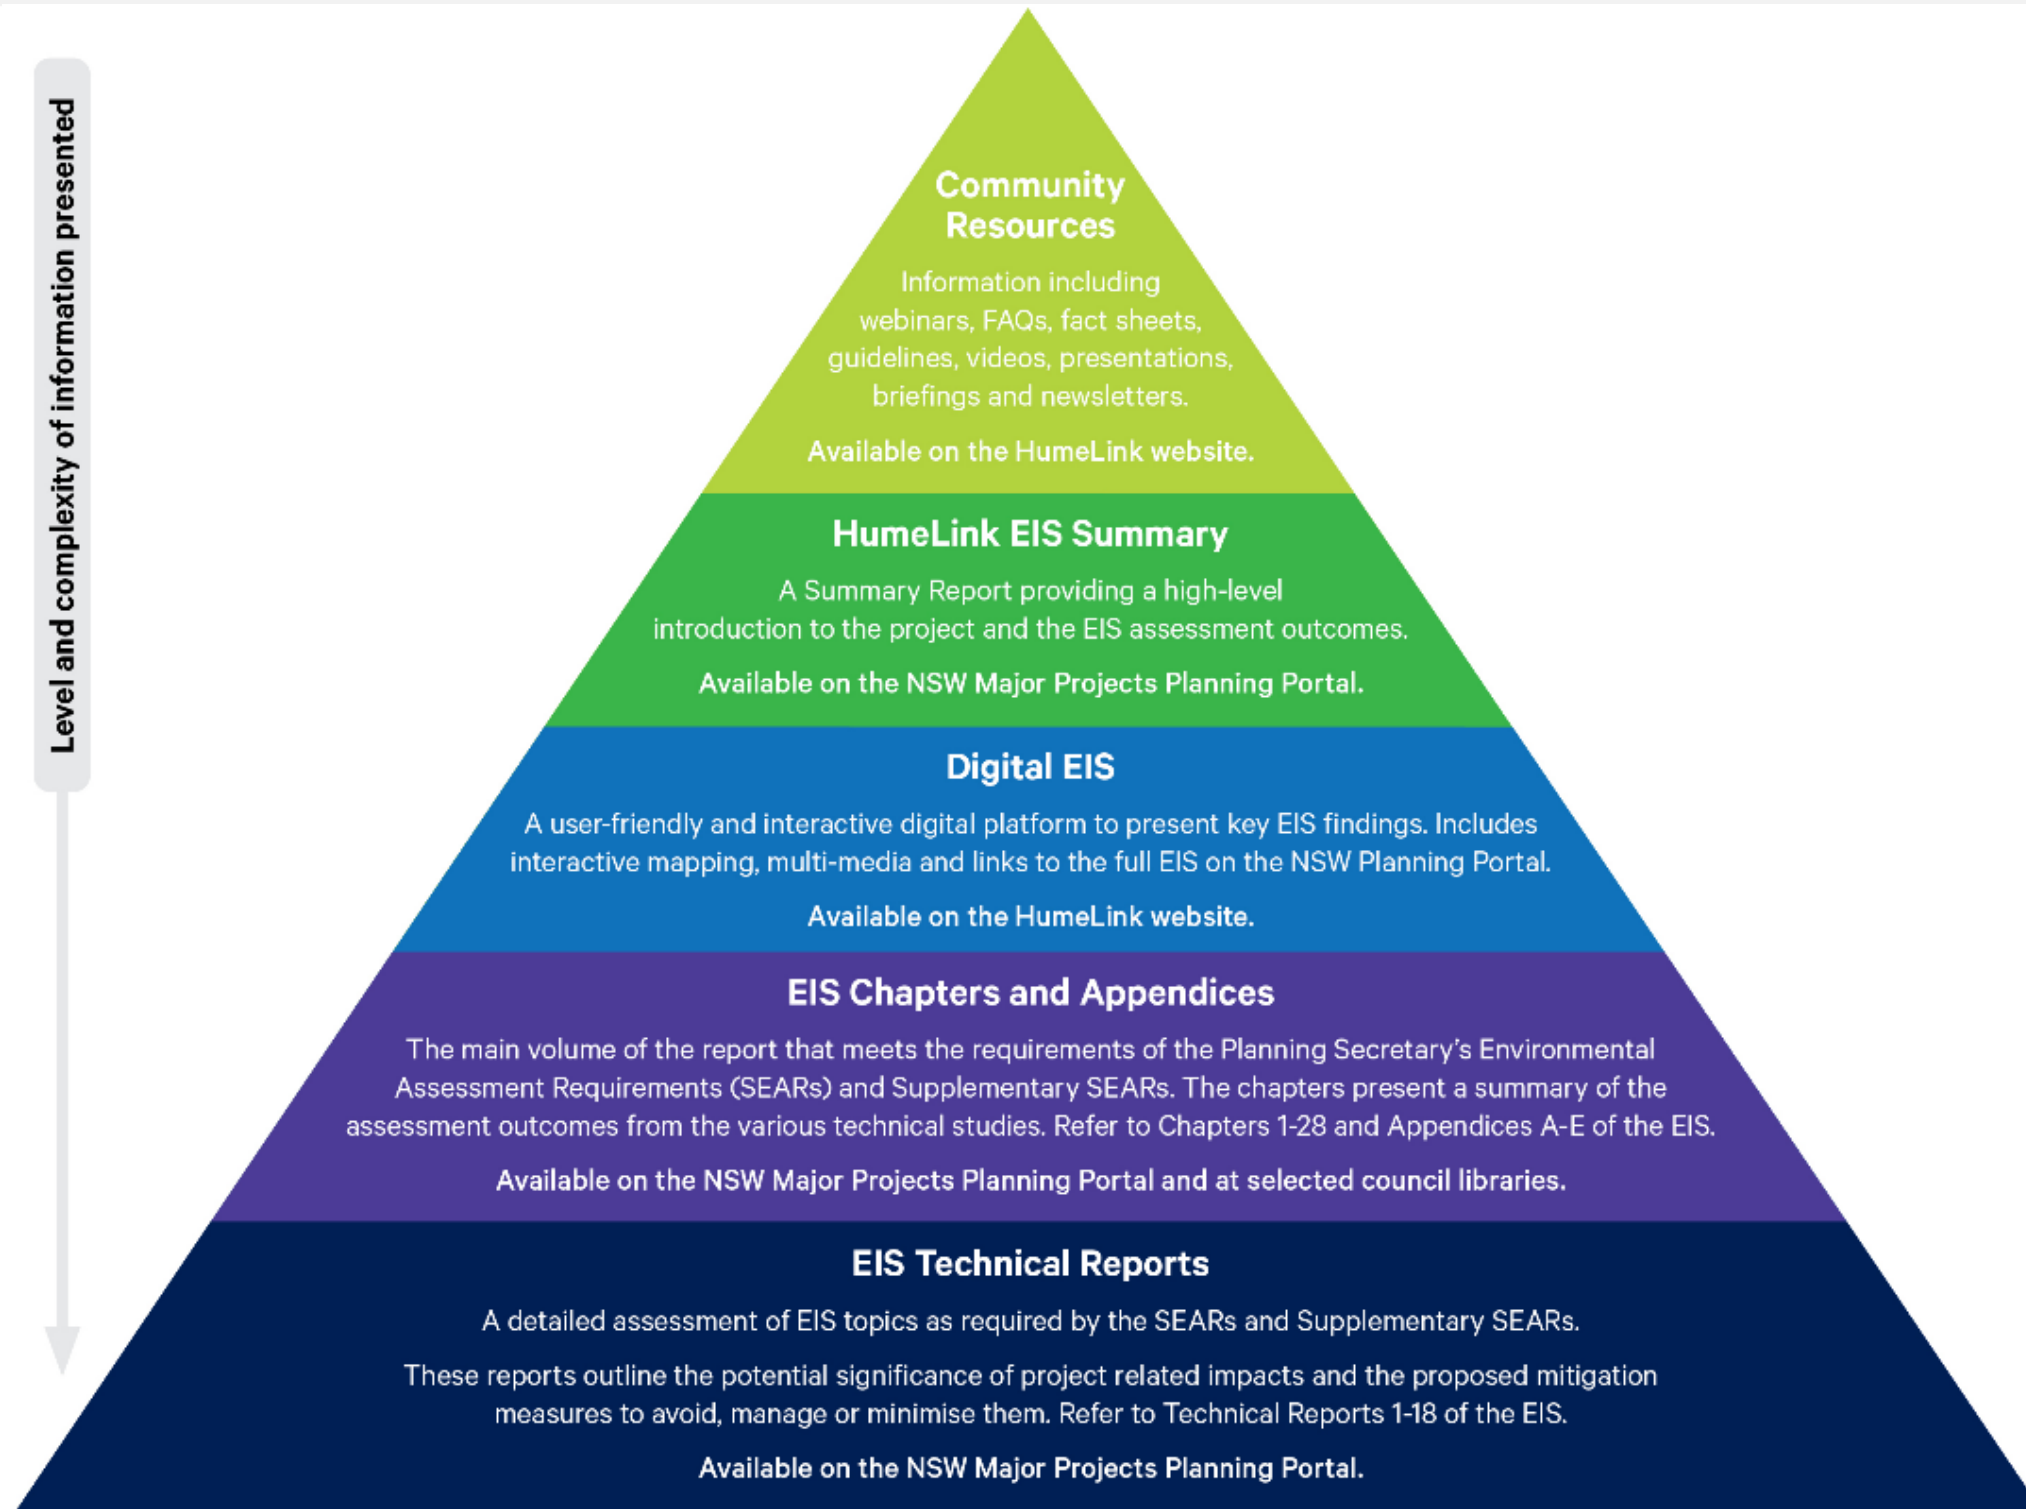 Level and complexity of information presented
Community
Resources
Information including
webinars, FAQs, fact sheets,
guidelines, videos, presentations,
briefings and newsletters.
Available on the HumeLink website.
HumeLink EIS Summary
A Summary Report providing a high-level
introduction to the project and the EIS assessment outcomes.
Available on the NSW Major Projects Planning Portal.
Digital EIS
A user-friendly and interactive digital platform to present key EIS findings. Includes
interactive mapping, multi-media and links to the full EIS on the NSW Planning Portal.
Available on the HumeLink website.
EIS Chapters and Appendices
The main volume of the report that meets the requirements of the Planning Secretary's Environmental
Assessment Requirements (SEARs) and Supplementary SEARs. The chapters present a summary of the
assessment outcomes from the various technical studies. Refer to Chapters 1-28 and Appendices A-E of the EIS.
Available on the NSW Major Projects Planning Portal and at selected council libraries.
EIS Technical Reports
A detailed assessment of EIS topics as required by the SEARs and Supplementary SEARs.
These reports outline the potential significance of project related impacts and the proposed mitigation
measures to avoid, manage or minimise them. Refer to Technical Reports 1-18 of the EIS.
Available on the NSW Major Projects Planning Portal.